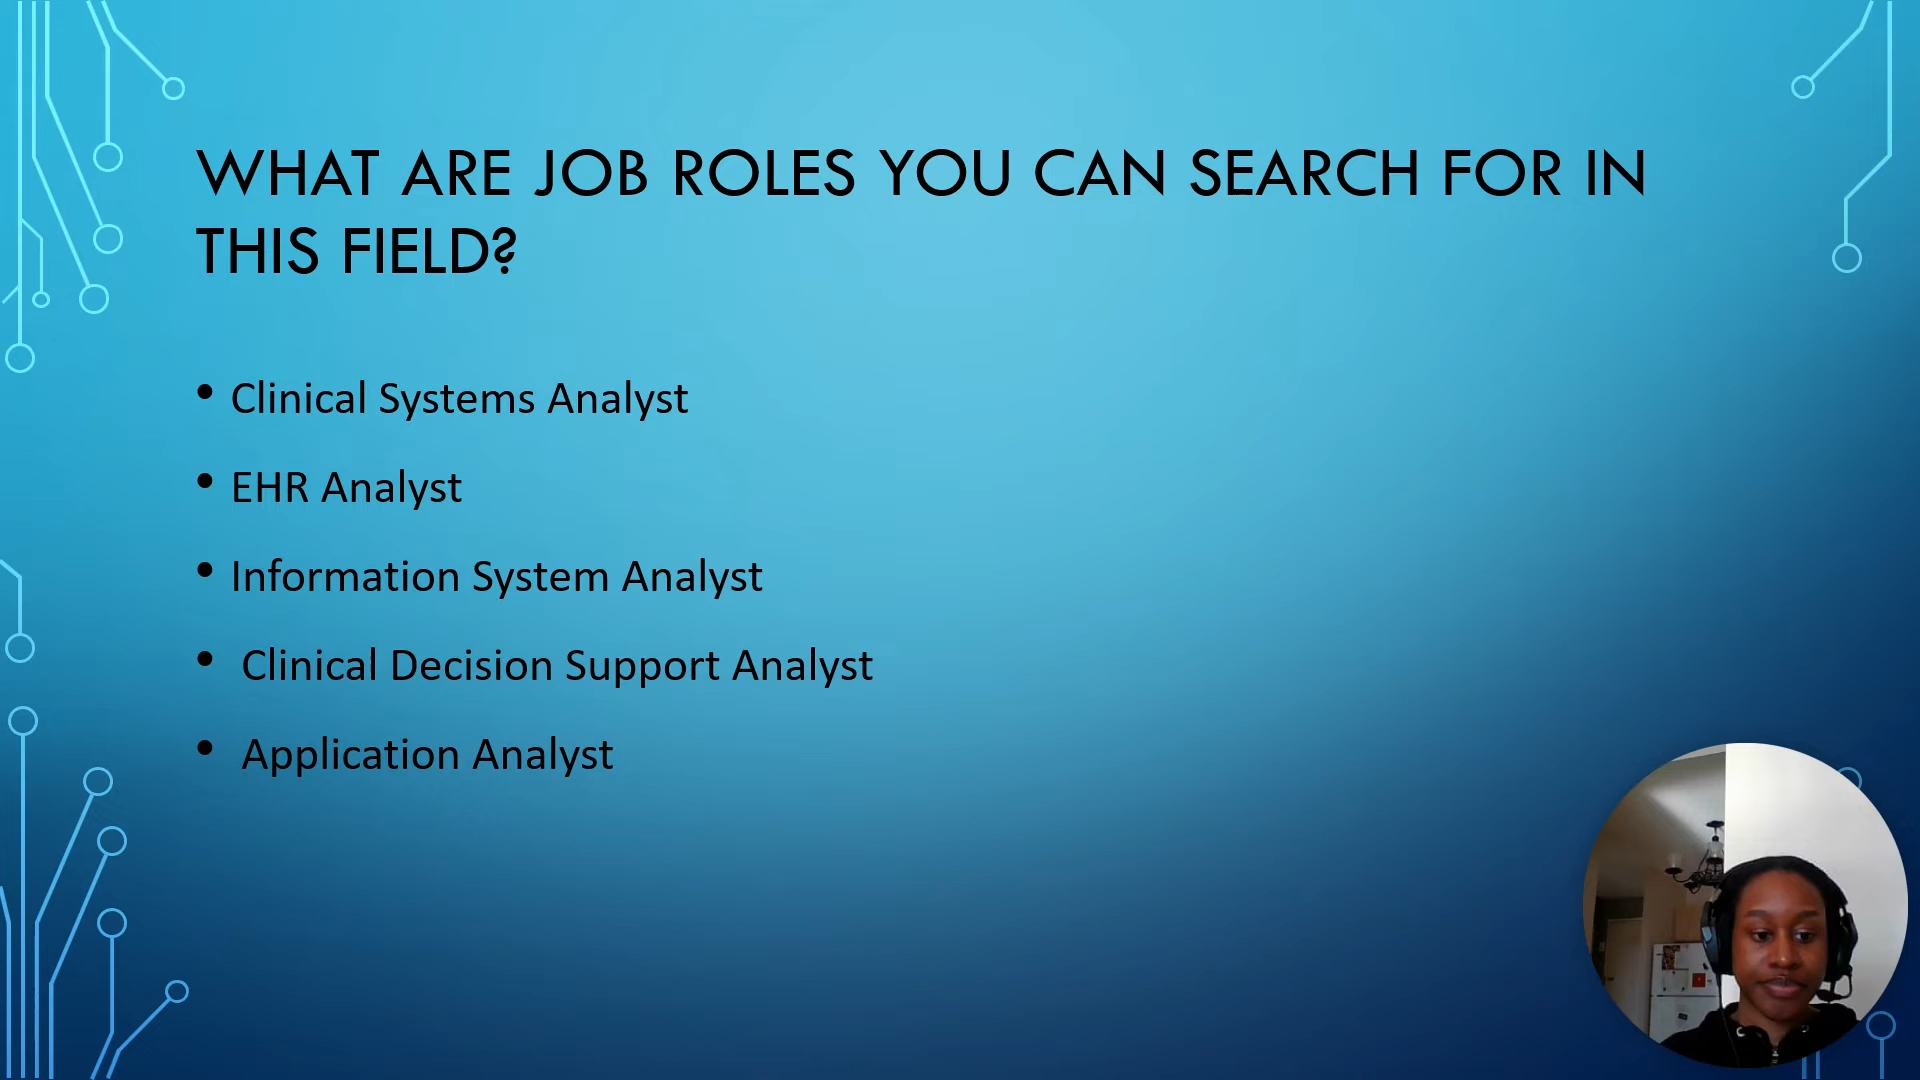 WHAT ARE JOB ROLES YOU CAN SEARCH FOR IN
THIS FIELD?
• Clinical Systems Analyst
• EHR Analyst
• Information System Analyst
• Clinical Decision Support Analyst
• Application Analyst